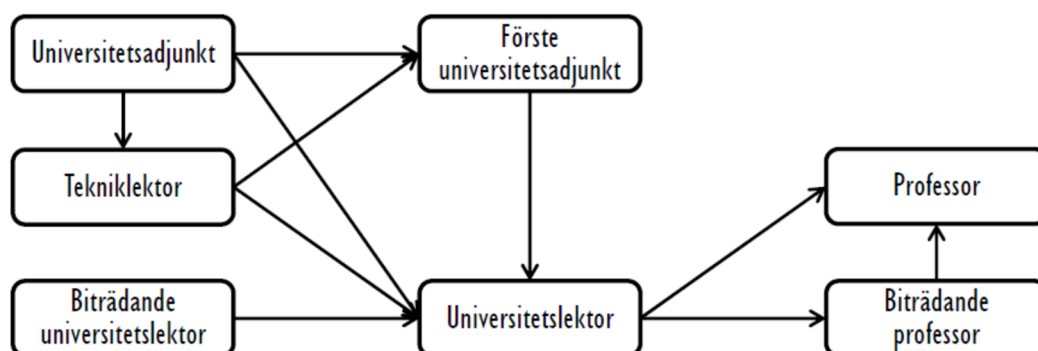 Universitetsadjunkt
Förste
universitetsadjunkt
Tekniklektor
Professor
Biträdande
universitetslektor
Universitetslektor
Biträdande
professor